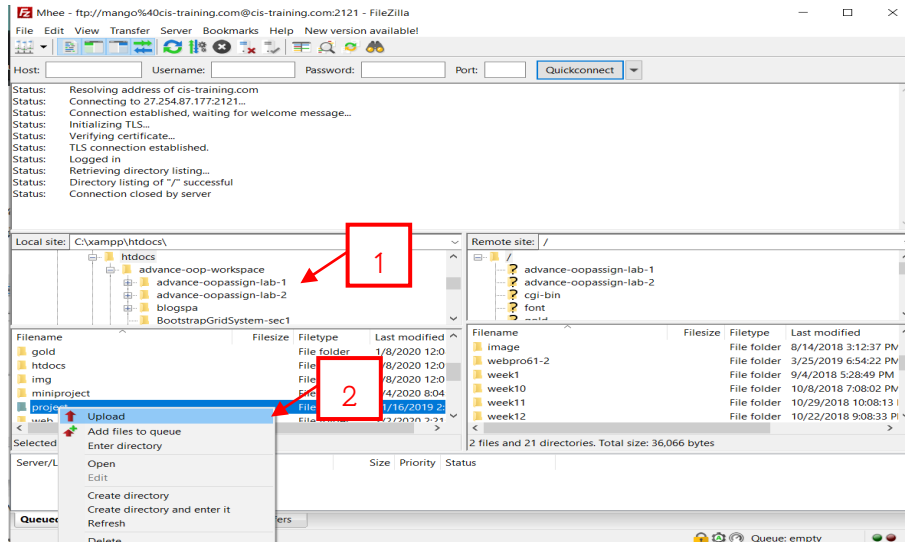 Mhee - ftp://mango%40cis-training.com@cis-training.com:2121 - FileZilla
File Edit View Transfer Server Bookmarks Help New version available!
Host: Username: Password: Port: Quickconnect
Status: Resolving address of cis-training.com
Status: Connecting to 27.254.87.177:2121...
Status: Connection established, waiting for welcome message...
Status: Initializing TLS...
Status: Verifying certificate...
Status: TLS connection established.
Status: Logged in
Status: Retrieving directory listing...
Status: Directory listing of "/" successful
Status: Connection closed by server
Local site: C:\xampp\htdocs\
htdocs
advance-oop-workspace
advance-oopassign-lab-1
advance-oopassign-lab-2
blogspa
BootstrapGridSystem-sec1
1
Filename Filesize Filetype Last modified
gold File folder 1/8/2020 12:0
htdocs File /8/2020 12:0
img File /8/2020 12:0
miniproject File /4/2020 8:04
project File 1/16/2019 2:
web
2
Selected
Upload
Add files to queue
Enter directory
Open
Edit
Create directory
Create directory and enter it
Refresh
Delete
Remote site: /
/
advance-oopassign-lab-1
advance-oopassign-lab-2
cgi-bin
font
gold
Filename Filesize Filetype Last modified
image File folder 8/14/2018 3:12:37 PM
webpro61-2 File folder 3/25/2019 6:54:22 PM
week1 File folder 9/4/2018 5:28:49 PM
week10 File folder 10/8/2018 7:08:02 PM
week11 File folder 10/29/2018 10:08:13
week12 File folder 10/22/2018 9:08:33 P
2 files and 21 directories. Total size: 36,066 bytes
Server/L Size Priority Status
Queued fers
Queue: empty